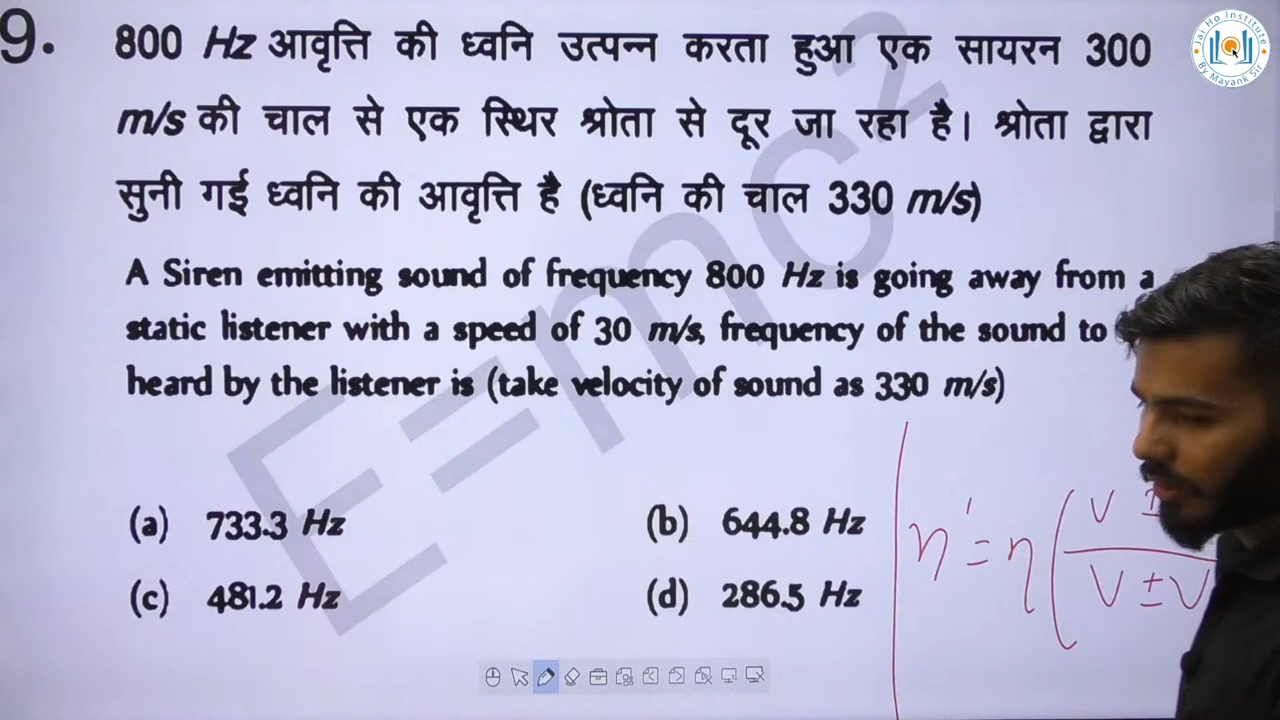 9.
800 Hz आवृत्ति की ध्वनि उत्पन्न करता हुआ एक सायरन 300
m/s की चाल से एक स्थिर श्रोता से दूर जा रहा है। श्रोता द्वारा
सुनी गई ध्वनि की आवृत्ति है (ध्वनि की चाल 330 m/s)
A Siren emitting sound of frequency 800 Hz is going away from a
static listener with a speed of 30 m/s, frequency of the sound to
heard by the listener is (take velocity of sound as 330 m/s)
(a) 733.3 Hz (b) 644.8 Hz
(c) 481.2 Hz (d) 286.5 Hz
E=mc²
η' = η ( V ±
V ± V
Jai Ho Institute
By Mayank Sir